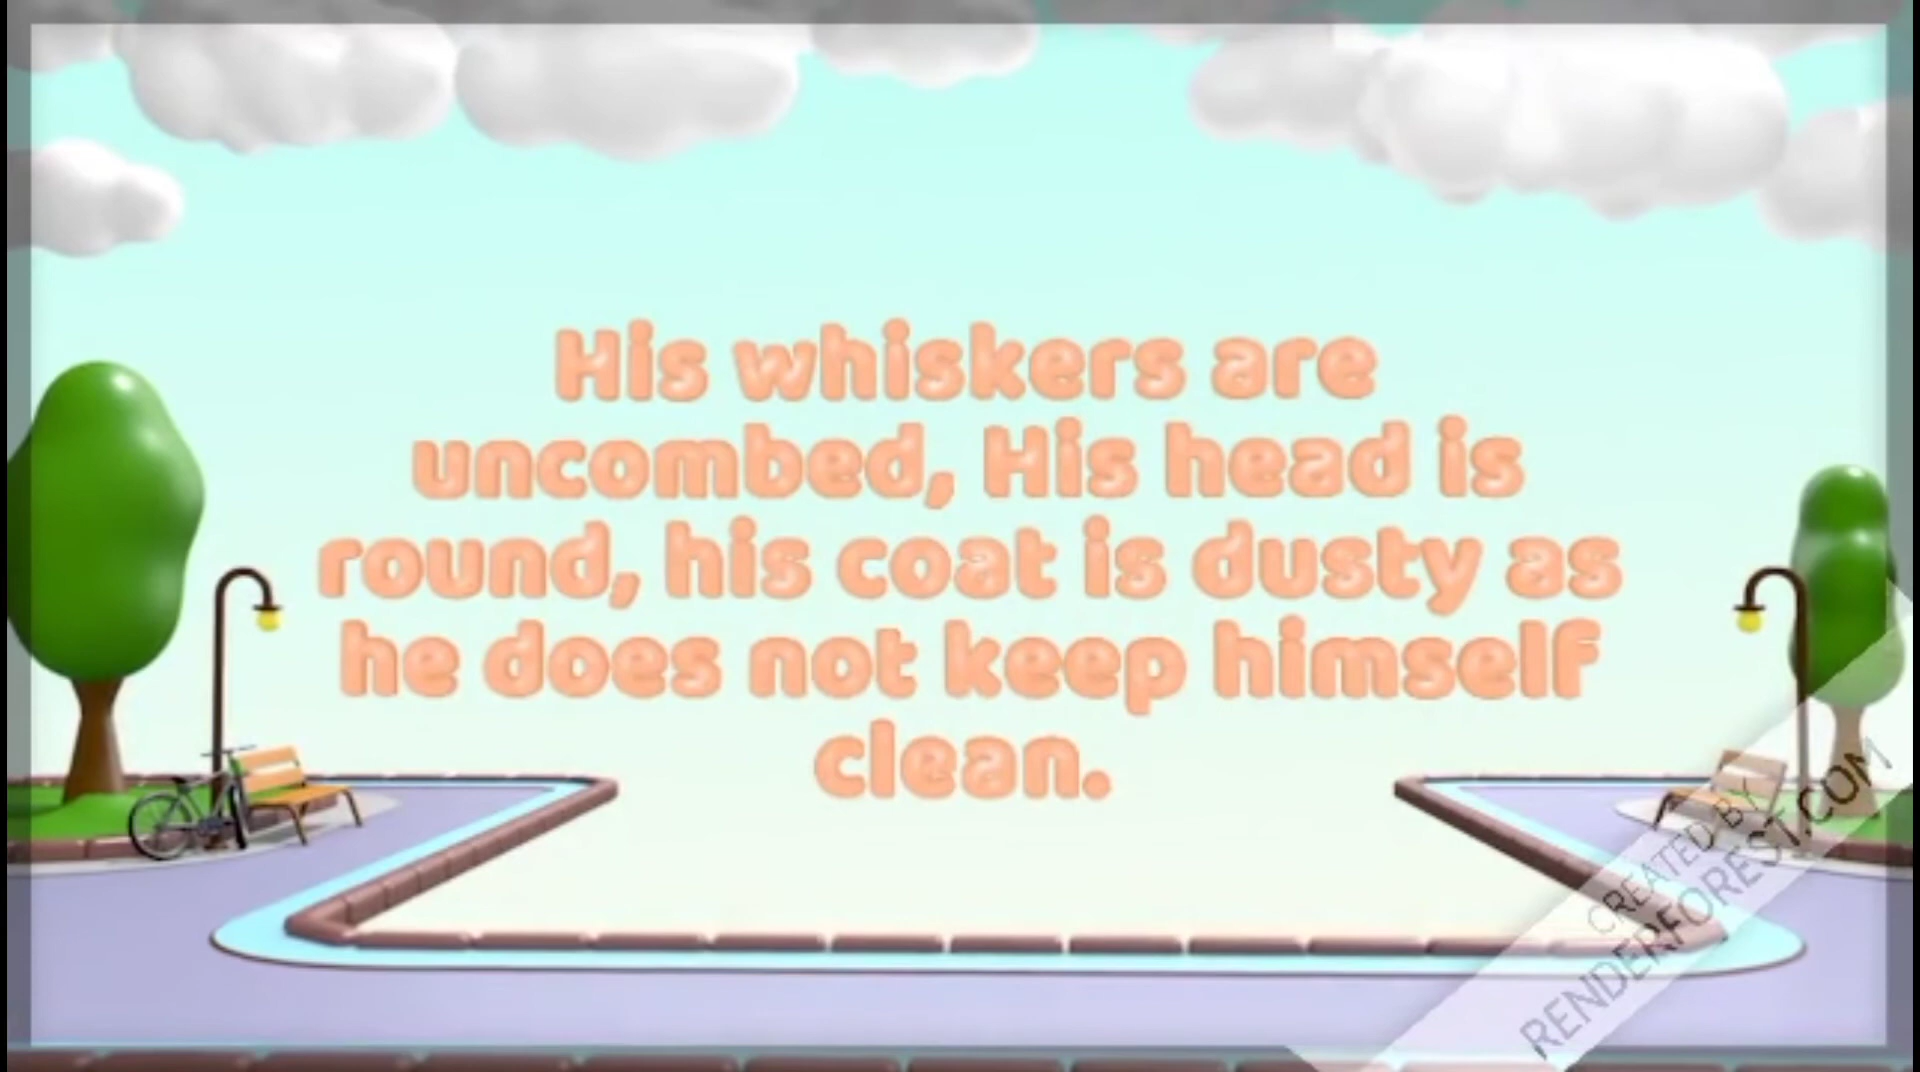 His whiskers are
uncombed, His head is
round, his coat is dusty as
he does not keep himself
clean.
CREATED BY
RENDERFOREST.COM